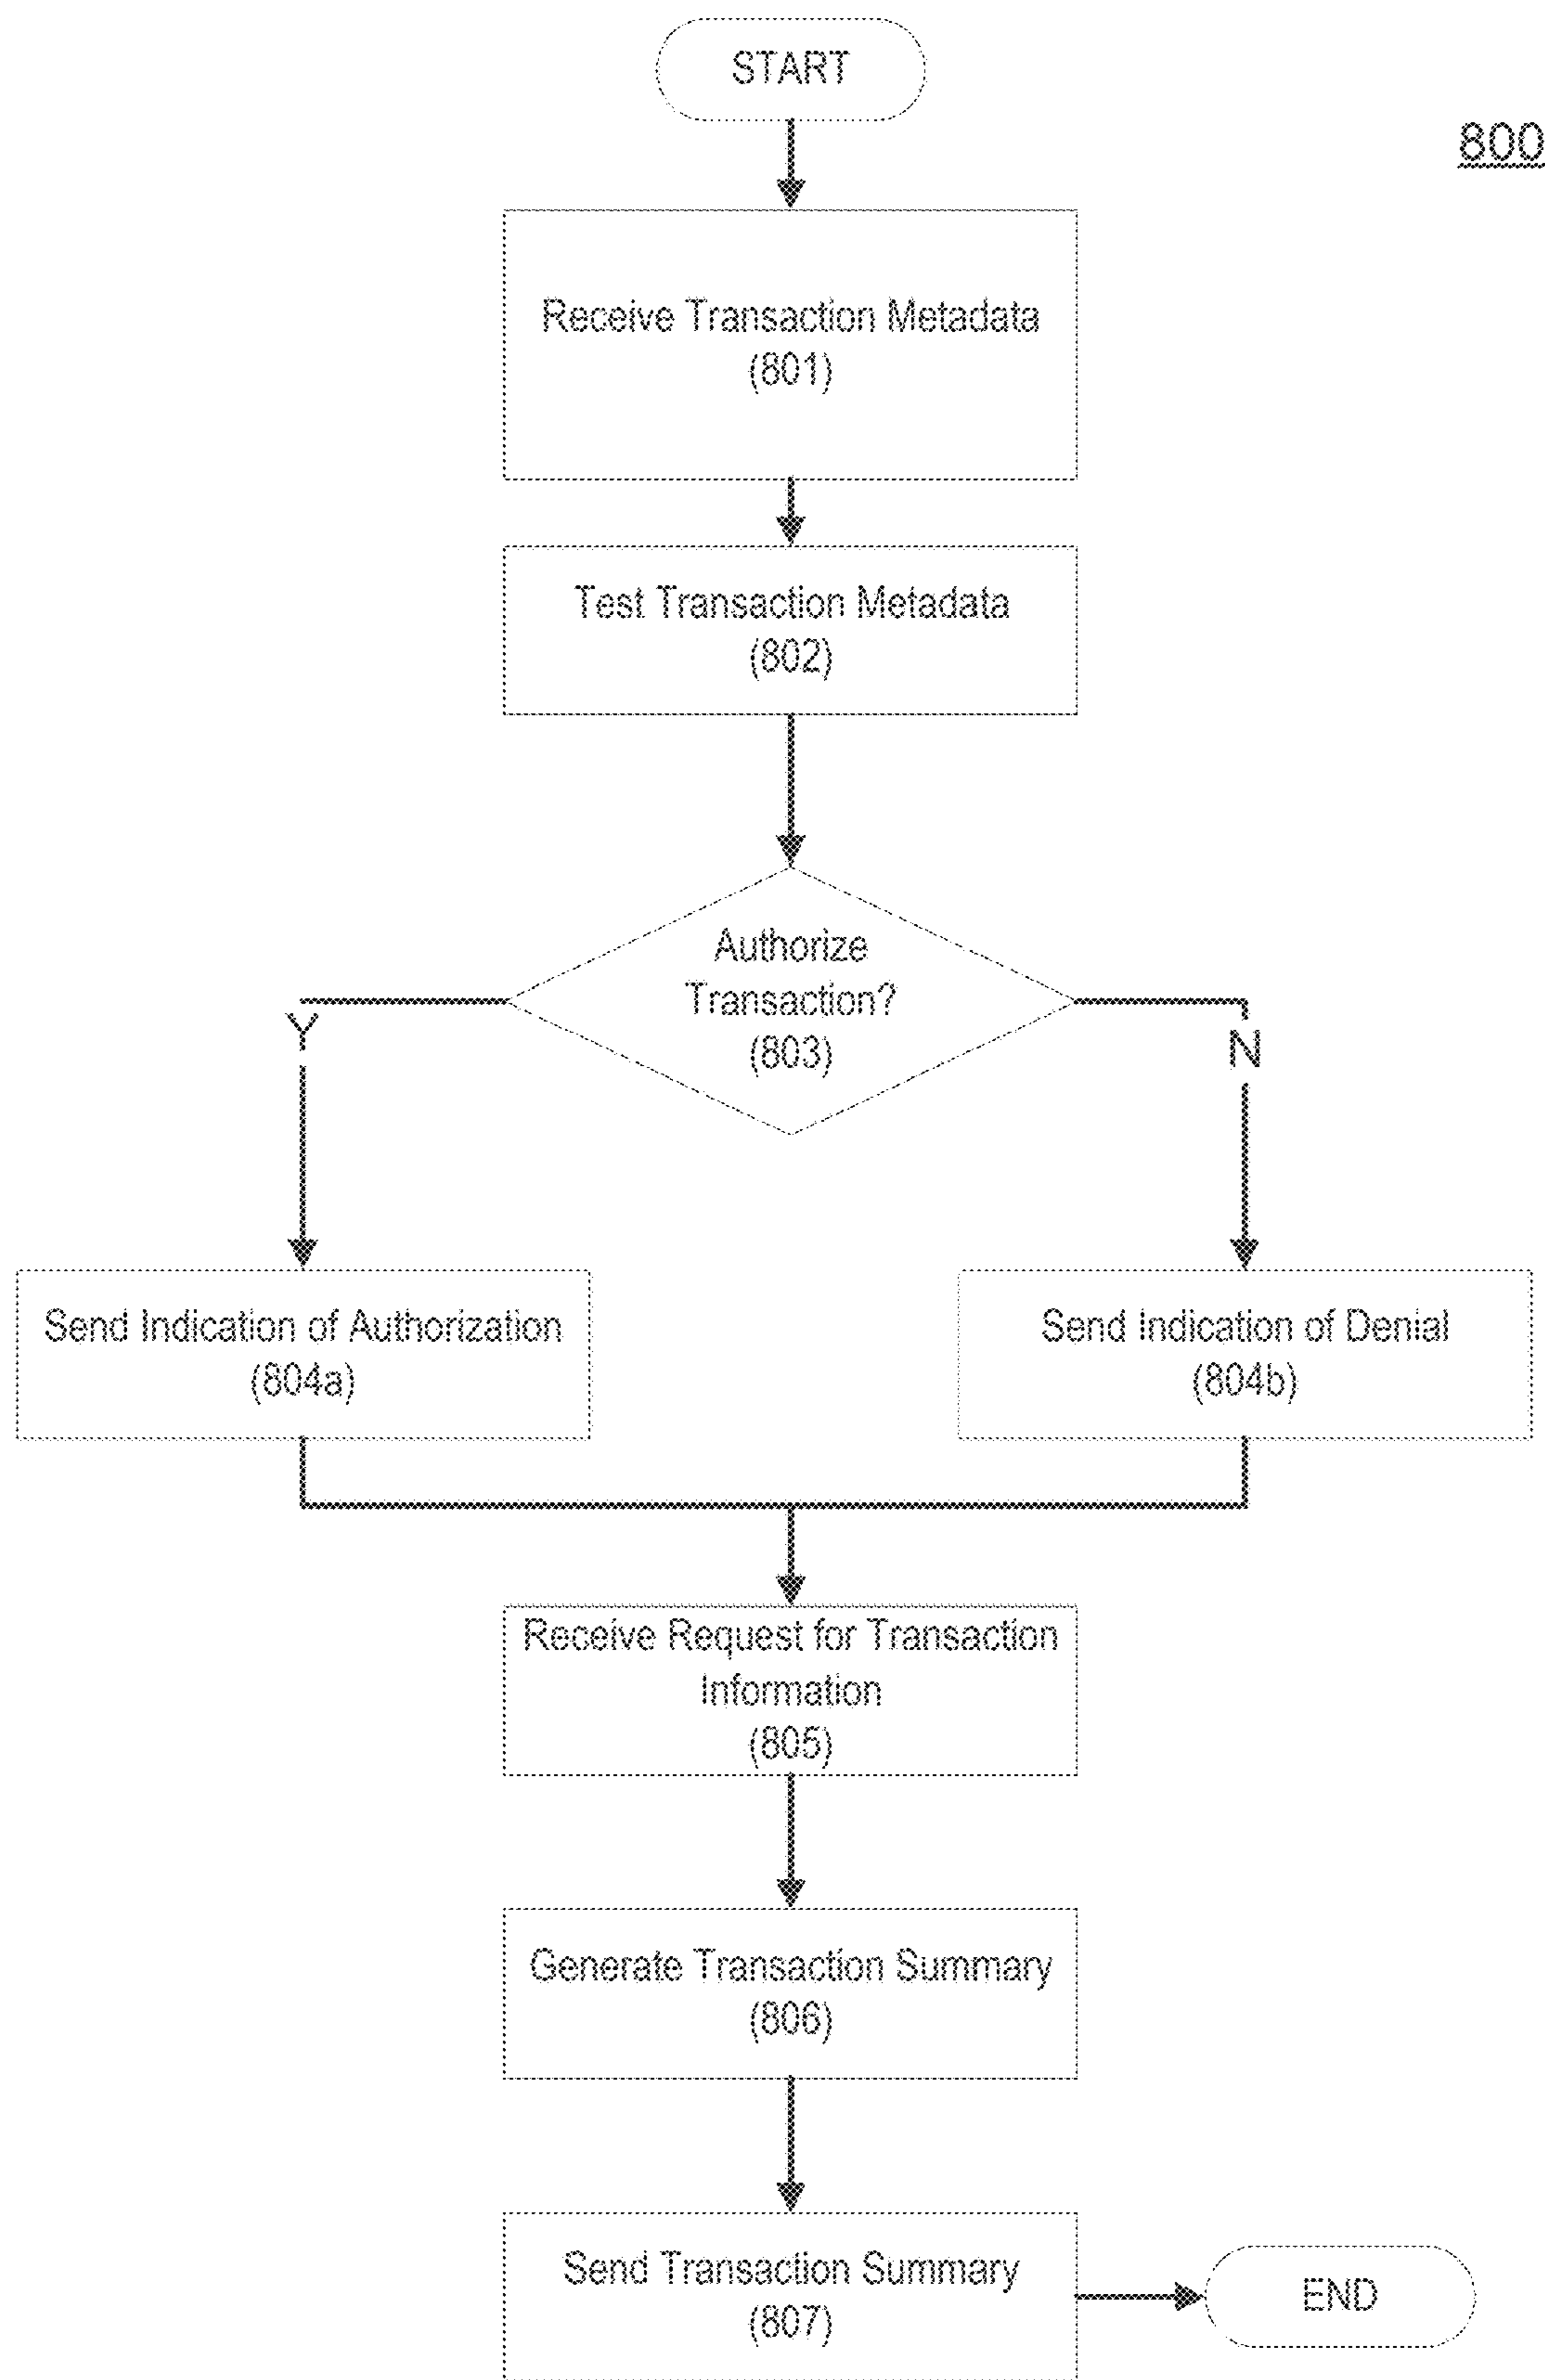 START
800
Receive Transaction Metadata
(801)
Test Transaction Metadata
(802)
Authorize
Transaction?
(803)
Y
N
Send Indication of Authorization
(804a)
Send Indication of Denial
(804b)
Receive Request for Transaction
Information
(805)
Generate Transaction Summary
(806)
Send Transaction Summary
(807)
END